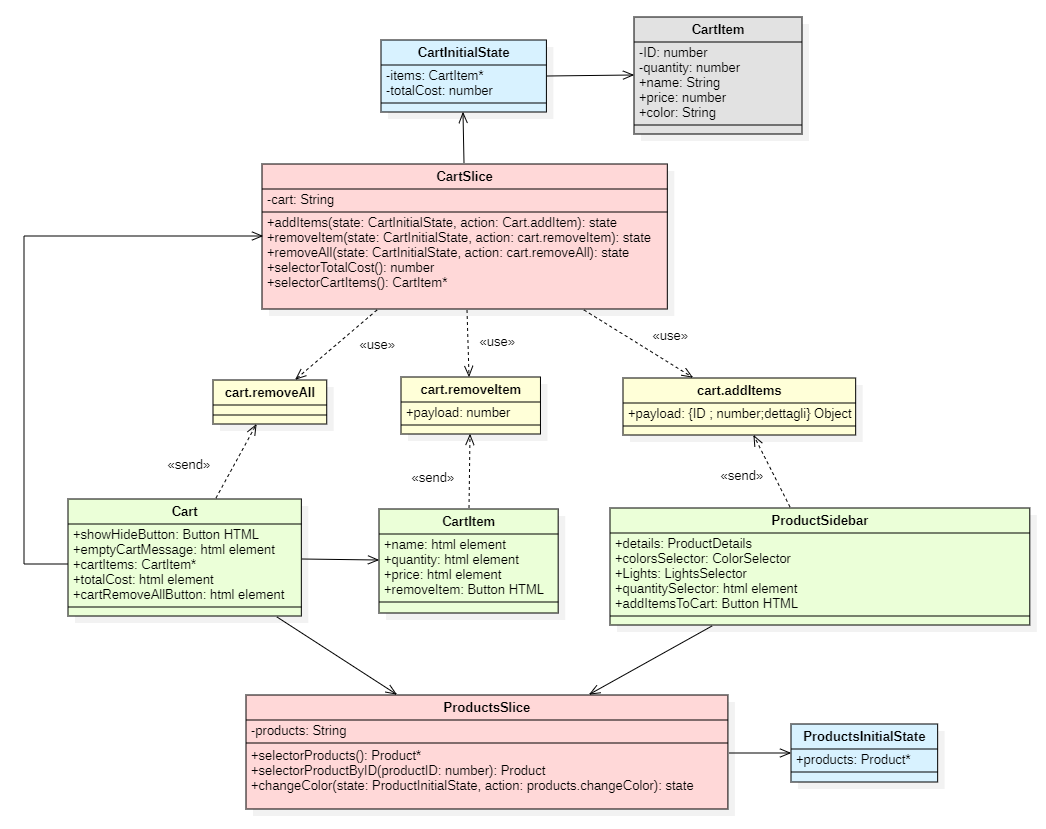 CartItem
-ID: number
-quantity: number
+name: String
+price: number
+color: String
CartInitialState
-items: CartItem*
-totalCost: number
CartSlice
-cart: String
+addItems(state: CartInitialState, action: Cart.addItem): state
+removeItem(state: CartInitialState, action: cart.removeItem): state
+removeAll(state: CartInitialState, action: cart.removeAll): state
+selectorTotalCost(): number
+selectorCartItems(): CartItem*
«use»
«use»
«use»
cart.removeAll
cart.removeItem
+payload: number
cart.addItems
+payload: {ID ; number;dettagli} Object
«send»
«send»
«send»
Cart
+showHideButton: Button HTML
+emptyCartMessage: html element
+cartItems: CartItem*
+totalCost: html element
+cartRemoveAllButton: html element
CartItem
+name: html element
+quantity: html element
+price: html element
+removeItem: Button HTML
ProductSidebar
+details: ProductDetails
+colorsSelector: ColorSelector
+Lights: LightsSelector
+quantitySelector: html element
+addItemsToCart: Button HTML
ProductsSlice
-products: String
+selectorProducts(): Product*
+selectorProductByID(productID: number): Product
+changeColor(state: ProductInitialState, action: products.changeColor): state
ProductsInitialState
+products: Product*